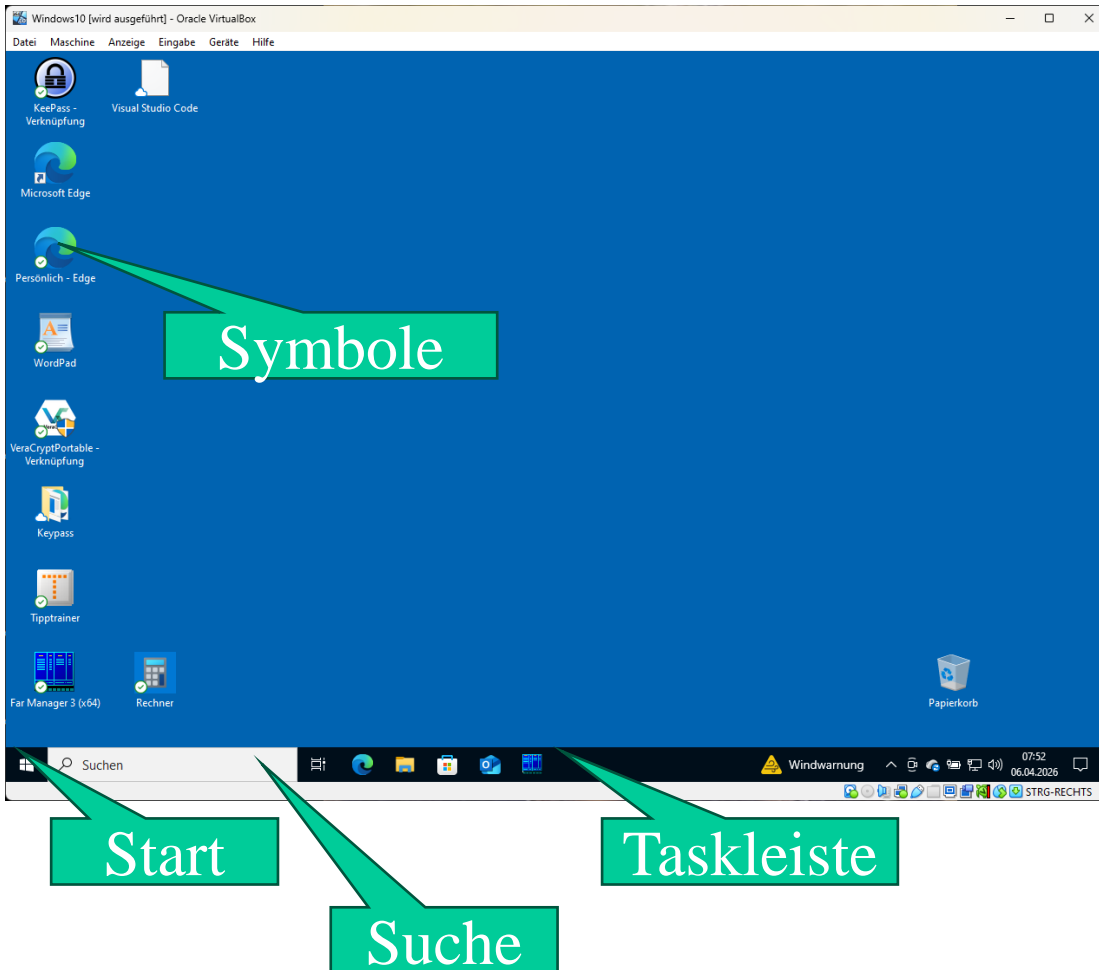 Windows10 [wird ausgeführt] - Oracle VirtualBox
Datei Maschine Anzeige Eingabe Geräte Hilfe
KeePass -
Verknüpfung
Visual Studio Code
Microsoft Edge
Persönlich - Edge
Symbole
WordPad
VeraCryptPortable -
Verknüpfung
Keypass
Tipptrainer
Far Manager 3 (x64)
Rechner
Papierkorb
Suchen
Windwarnung
07:52
06.04.2026
STRG-RECHTS
Start
Taskleiste
Suche